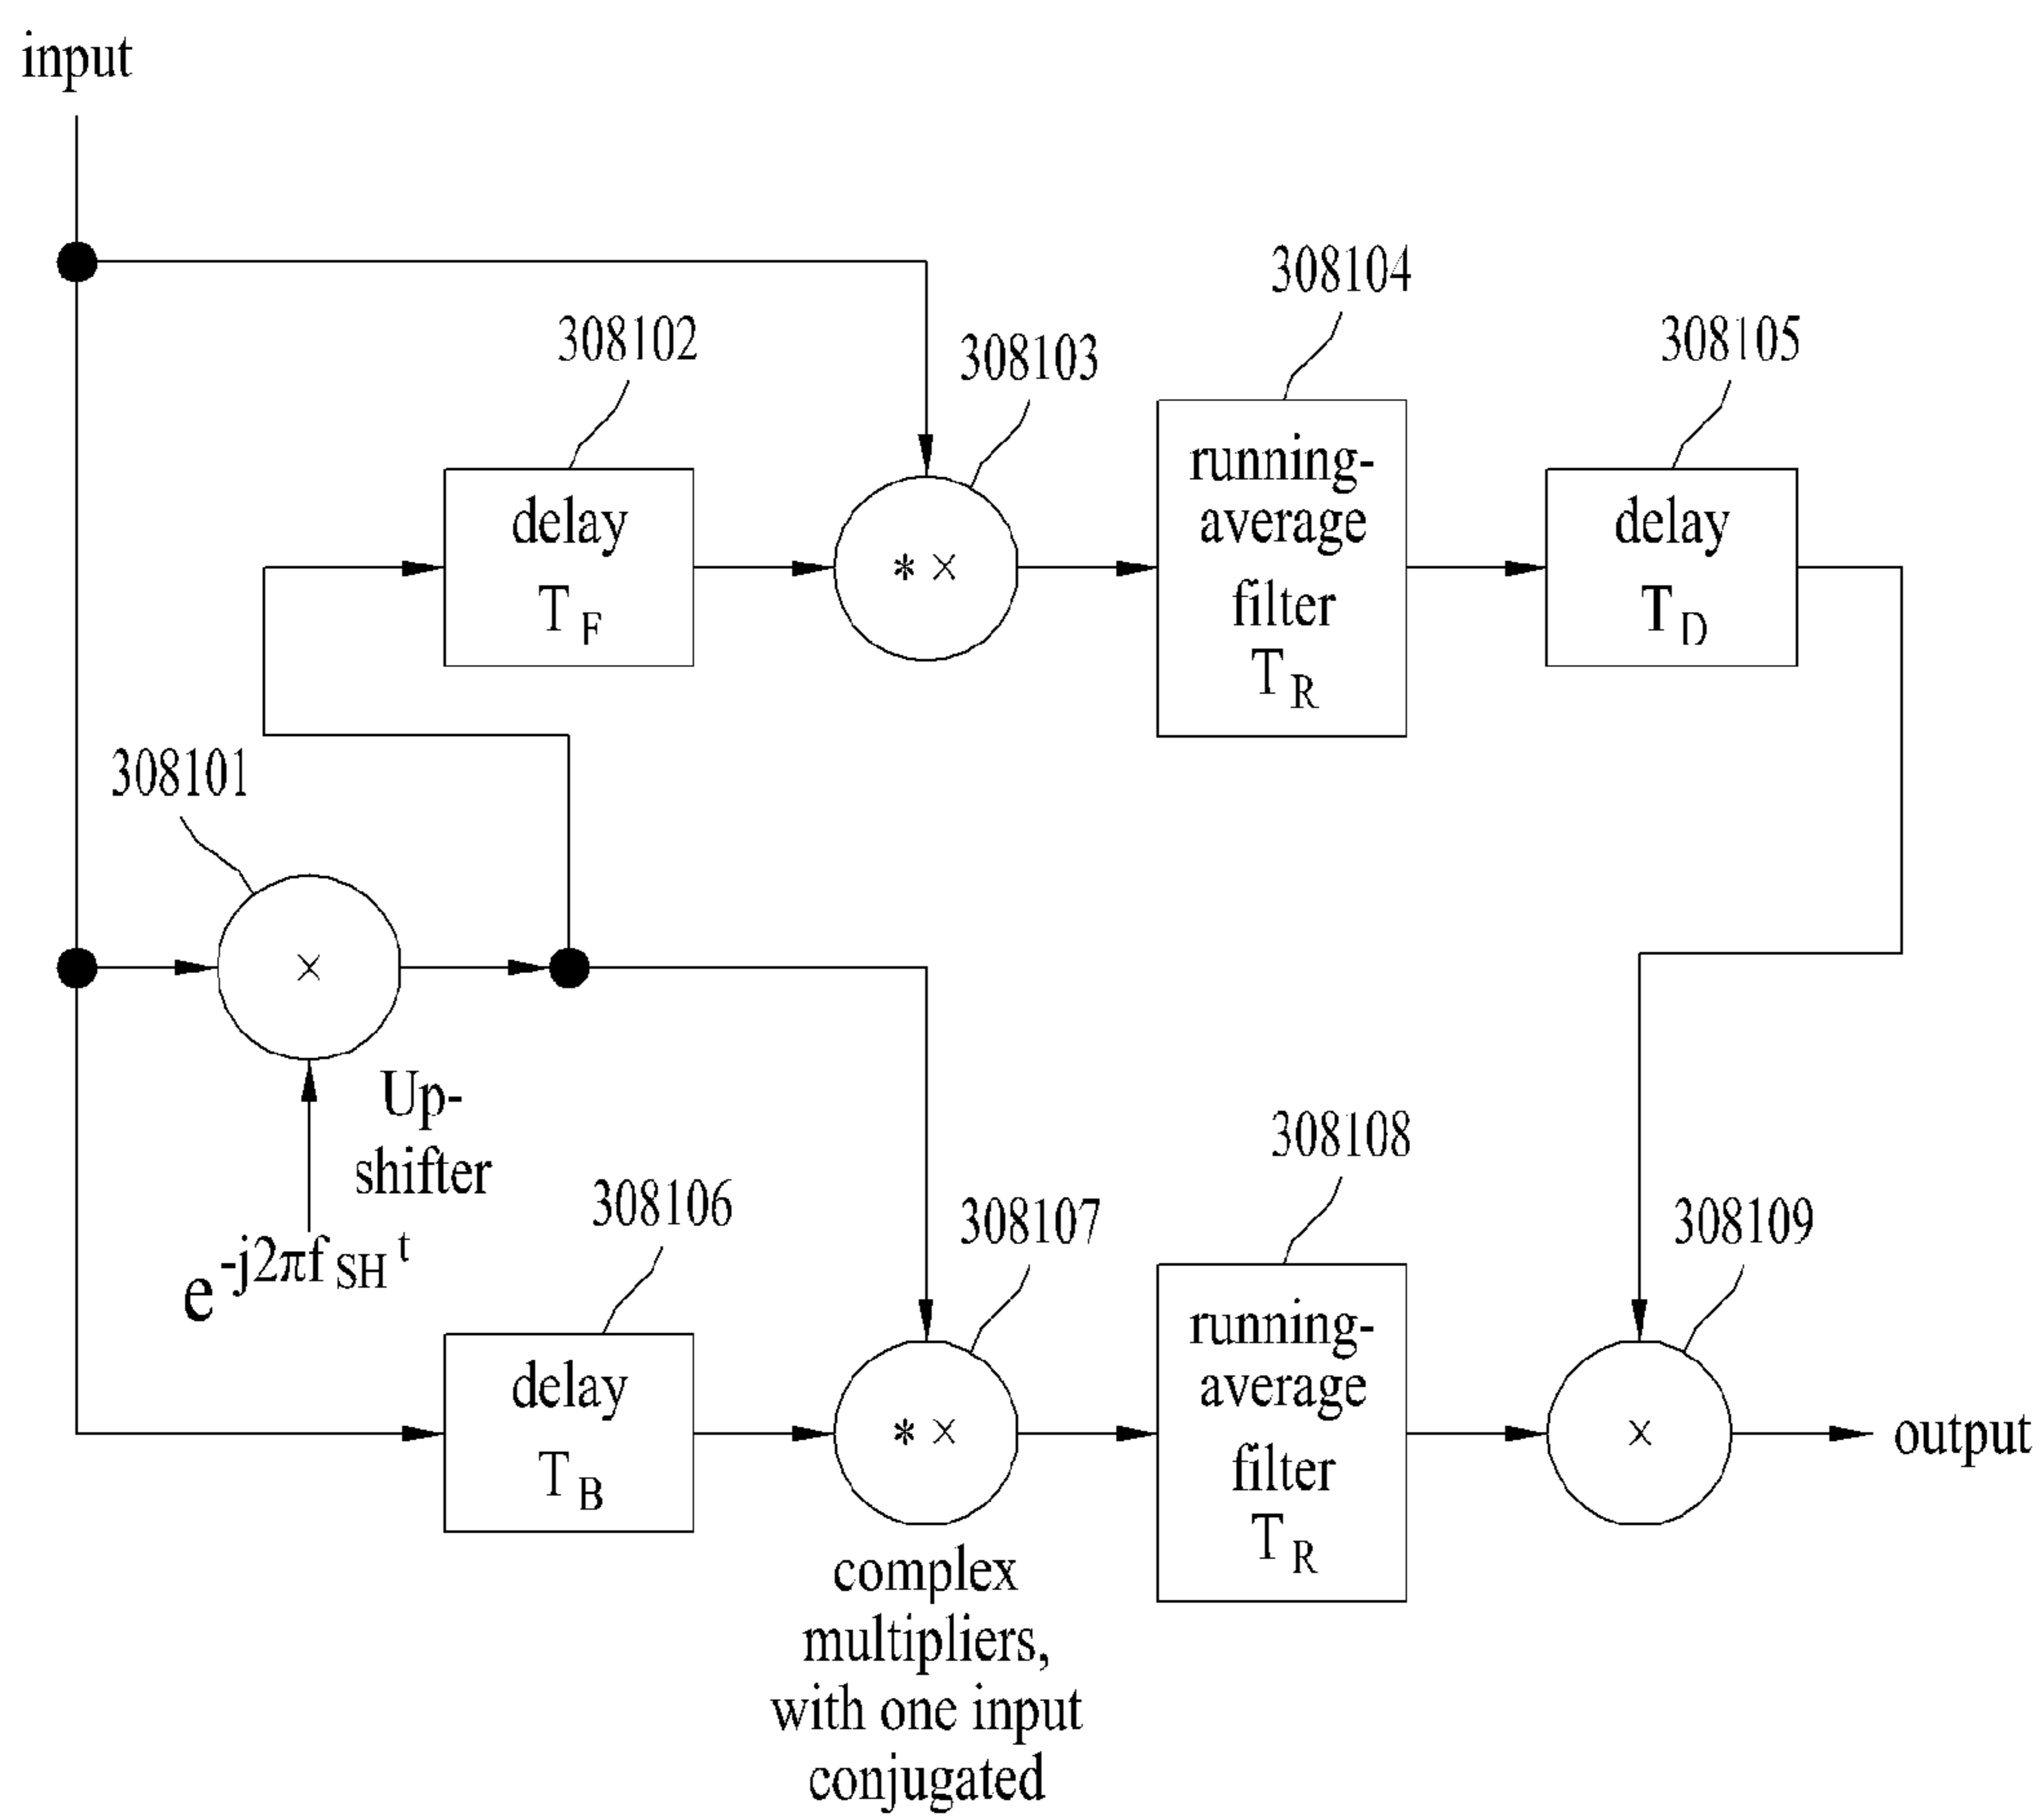 input
308104
308102
308103
308105
running-
average
filter
T R
delay
T F
* ×
delay
T D
308101
×
Up-
shifter
e -j2πf SH t
308106
308107
308108
308109
delay
T B
* ×
running-
average
filter
T R
×
output
complex
multipliers,
with one input
conjugated